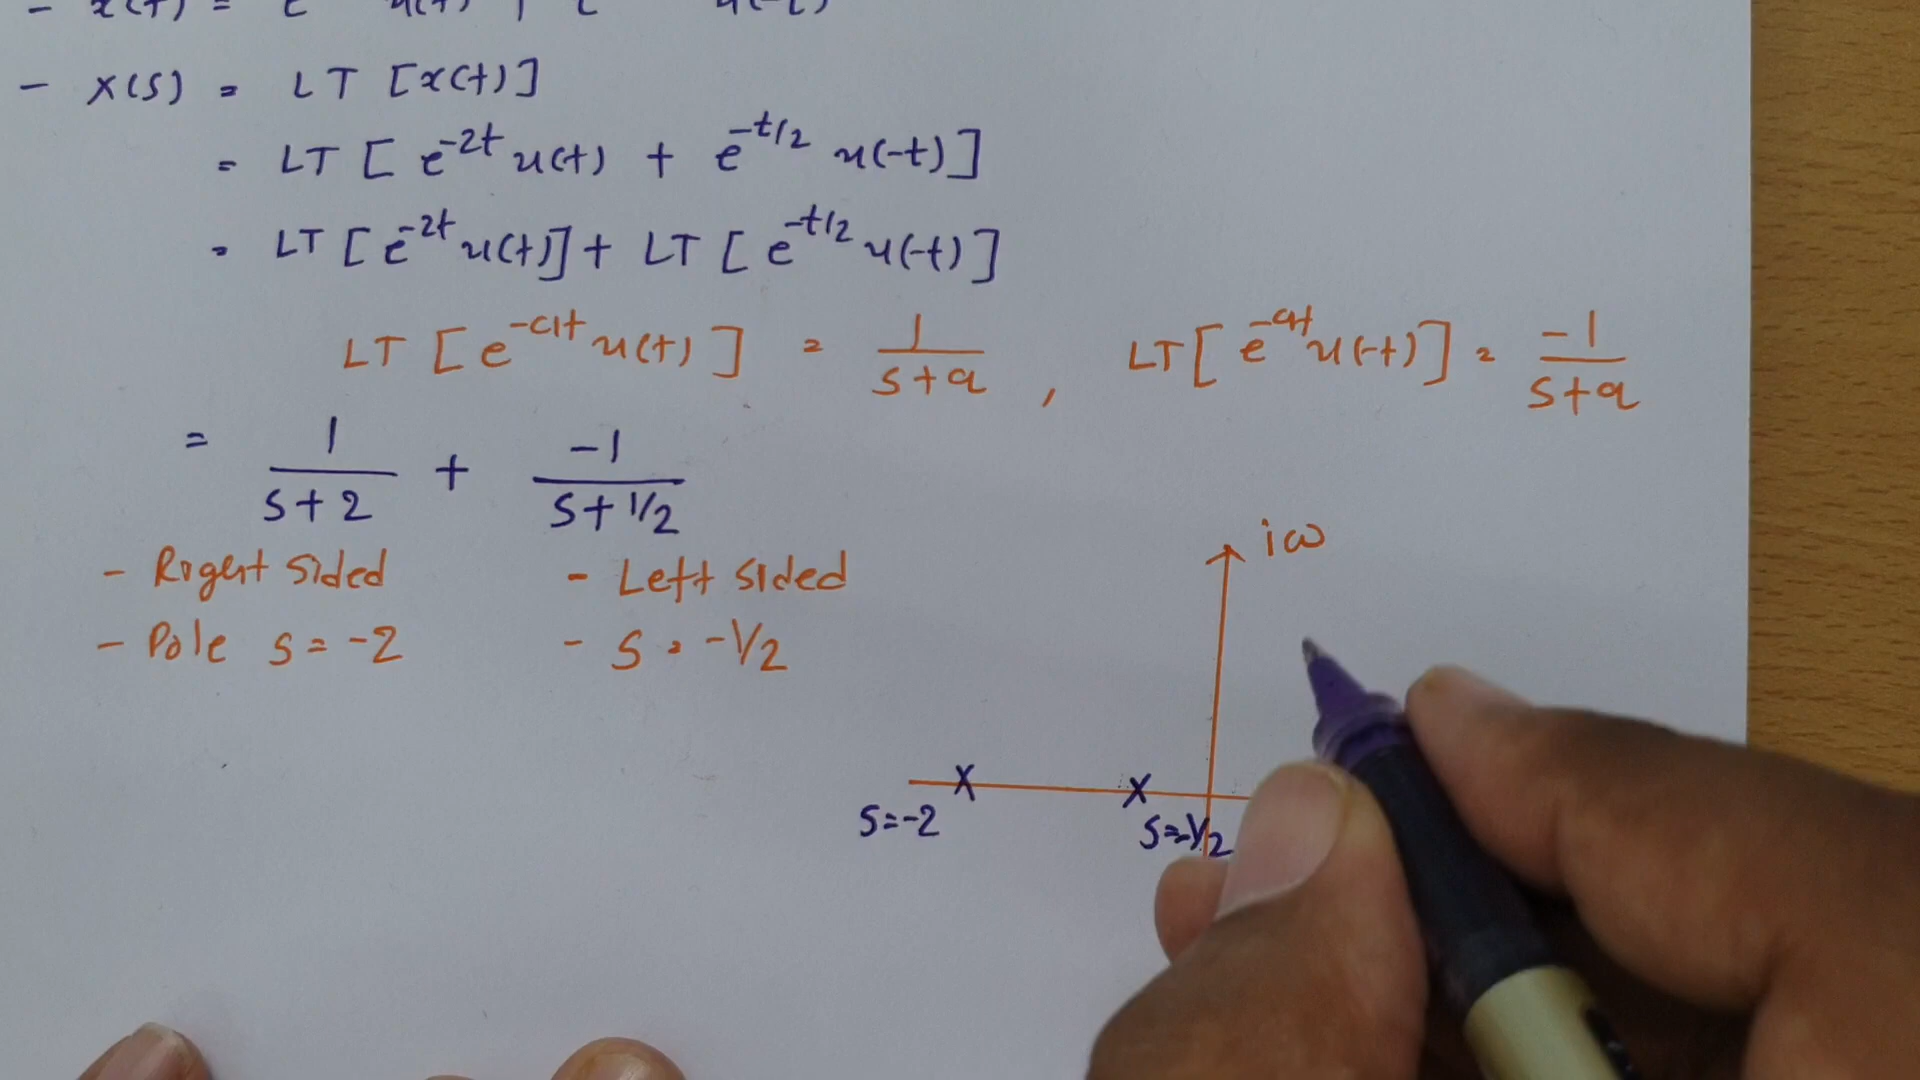 - x(t) = e u(t) + e u(-t)
- X(S) = LT [x(t)]
= LT [ e^-2t u(t) + e^-t/2 u(-t)]
= LT [e^-2t u(t)] + LT [e^-t/2 u(-t)]
LT [e^-at u(t)] = 1/(s+a) , LT[e^-at u(-t)] = -1/(s+a)
= 1/(s+2) + -1/(s+1/2)
- Rigert sided - Left sided
- Pole s = -2 - s = -1/2
iω
S=-2 S=-1/2